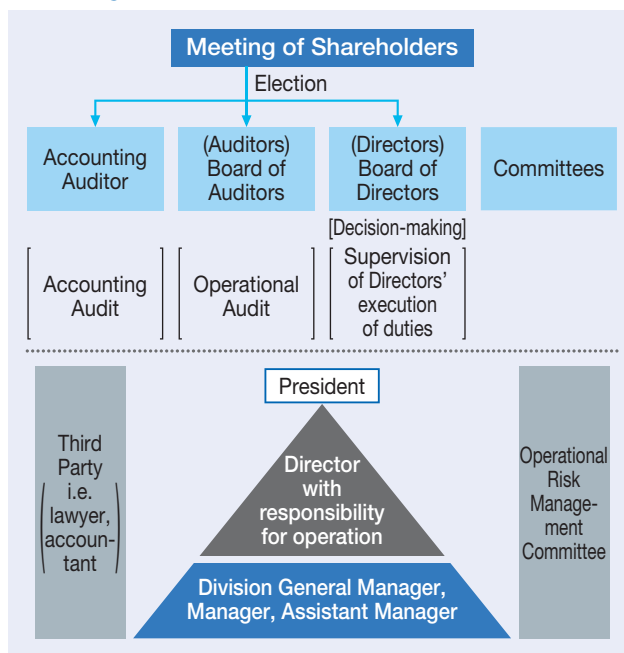 Meeting of Shareholders
Election
Accounting
Auditor
(Auditors)
Board of
Auditors
(Directors)
Board of
Directors
Committees
[Decision-making]
Accounting
Audit
Operational
Audit
Supervision
of Directors'
execution
of duties
President
Third
Party
i.e.
lawyer,
accoun-
tant
Director
with
responsibility
for operation
Operational
Risk
Manage-
ment
Committee
Division General Manager,
Manager, Assistant Manager